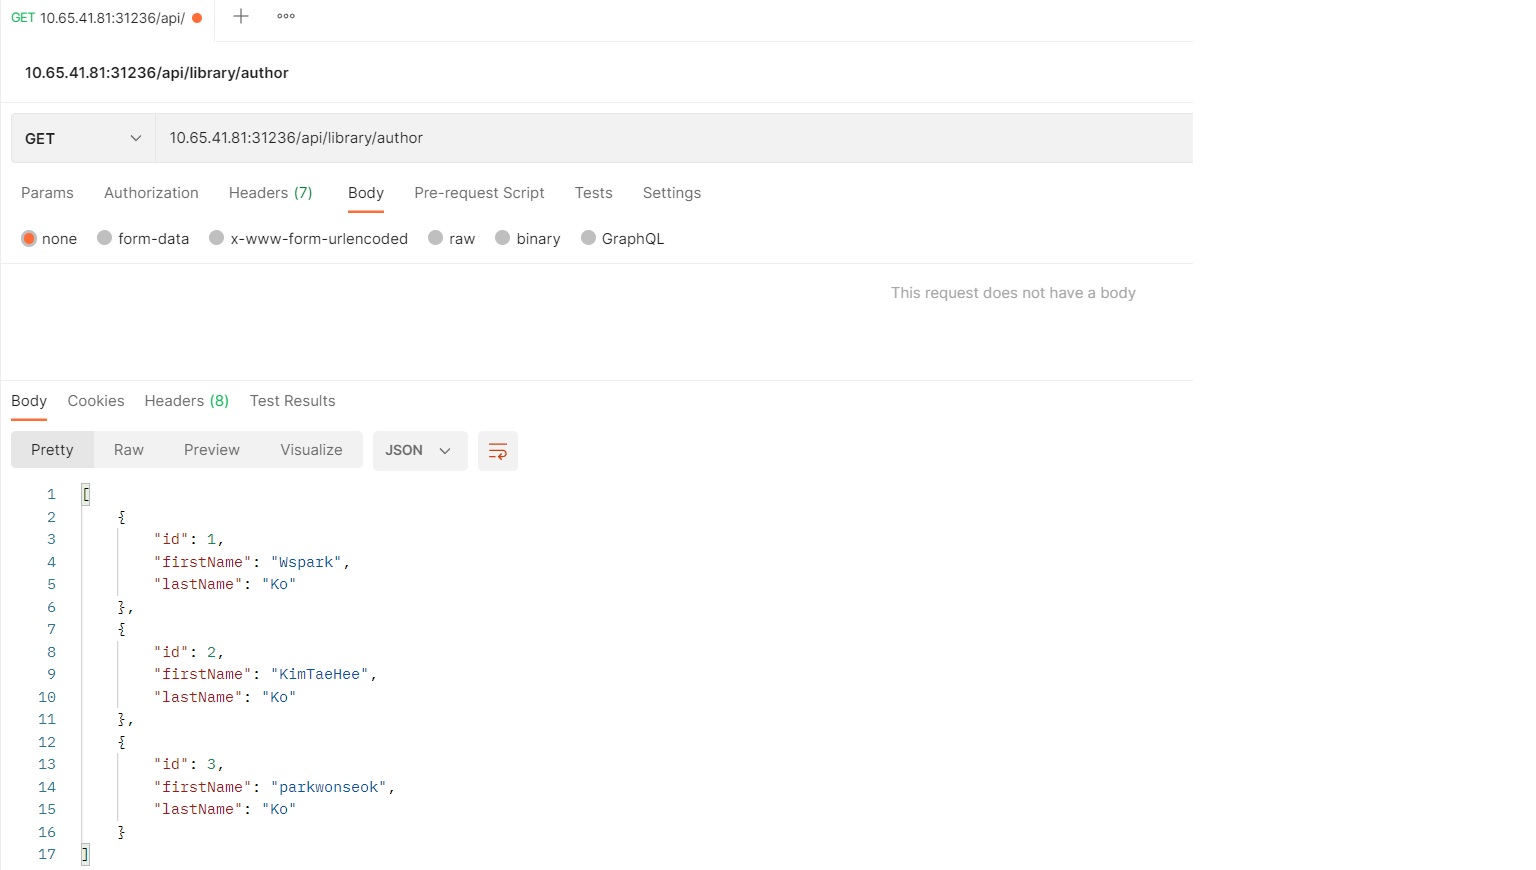 GET 10.65.41.81:31236/api/
10.65.41.81:31236/api/library/author
GET 10.65.41.81:31236/api/library/author
Params Authorization Headers (7) Body Pre-request Script Tests Settings
none form-data x-www-form-urlencoded raw binary GraphQL
This request does not have a body
Body Cookies Headers (8) Test Results
Pretty Raw Preview Visualize JSON
1 [
2 {
3 "id": 1,
4 "firstName": "Wspark",
5 "lastName": "Ko"
6 },
7 {
8 "id": 2,
9 "firstName": "KimTaeHee",
10 "lastName": "Ko"
11 },
12 {
13 "id": 3,
14 "firstName": "parkwonseok",
15 "lastName": "Ko"
16 }
17 ]